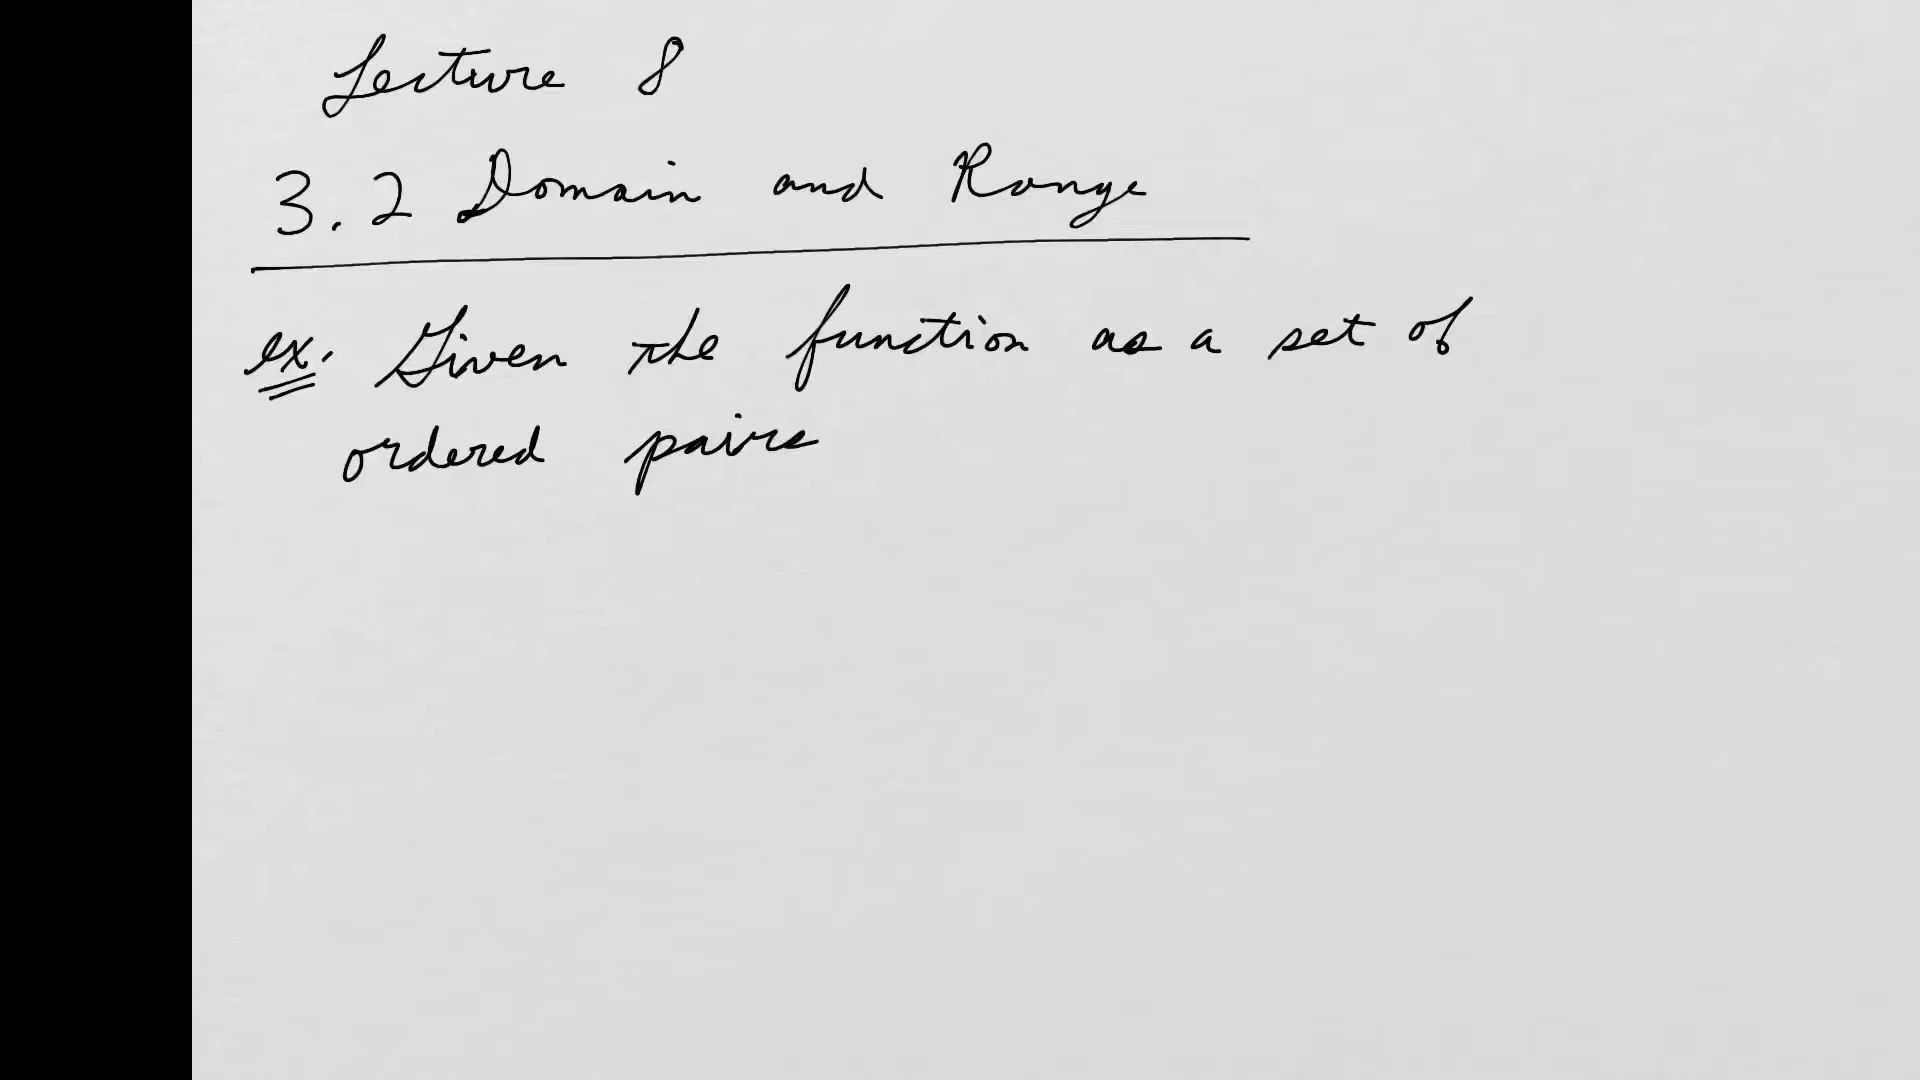 Lecture 8
3.2 Domain and Range
ex. Given the function as a set of
ordered pairs